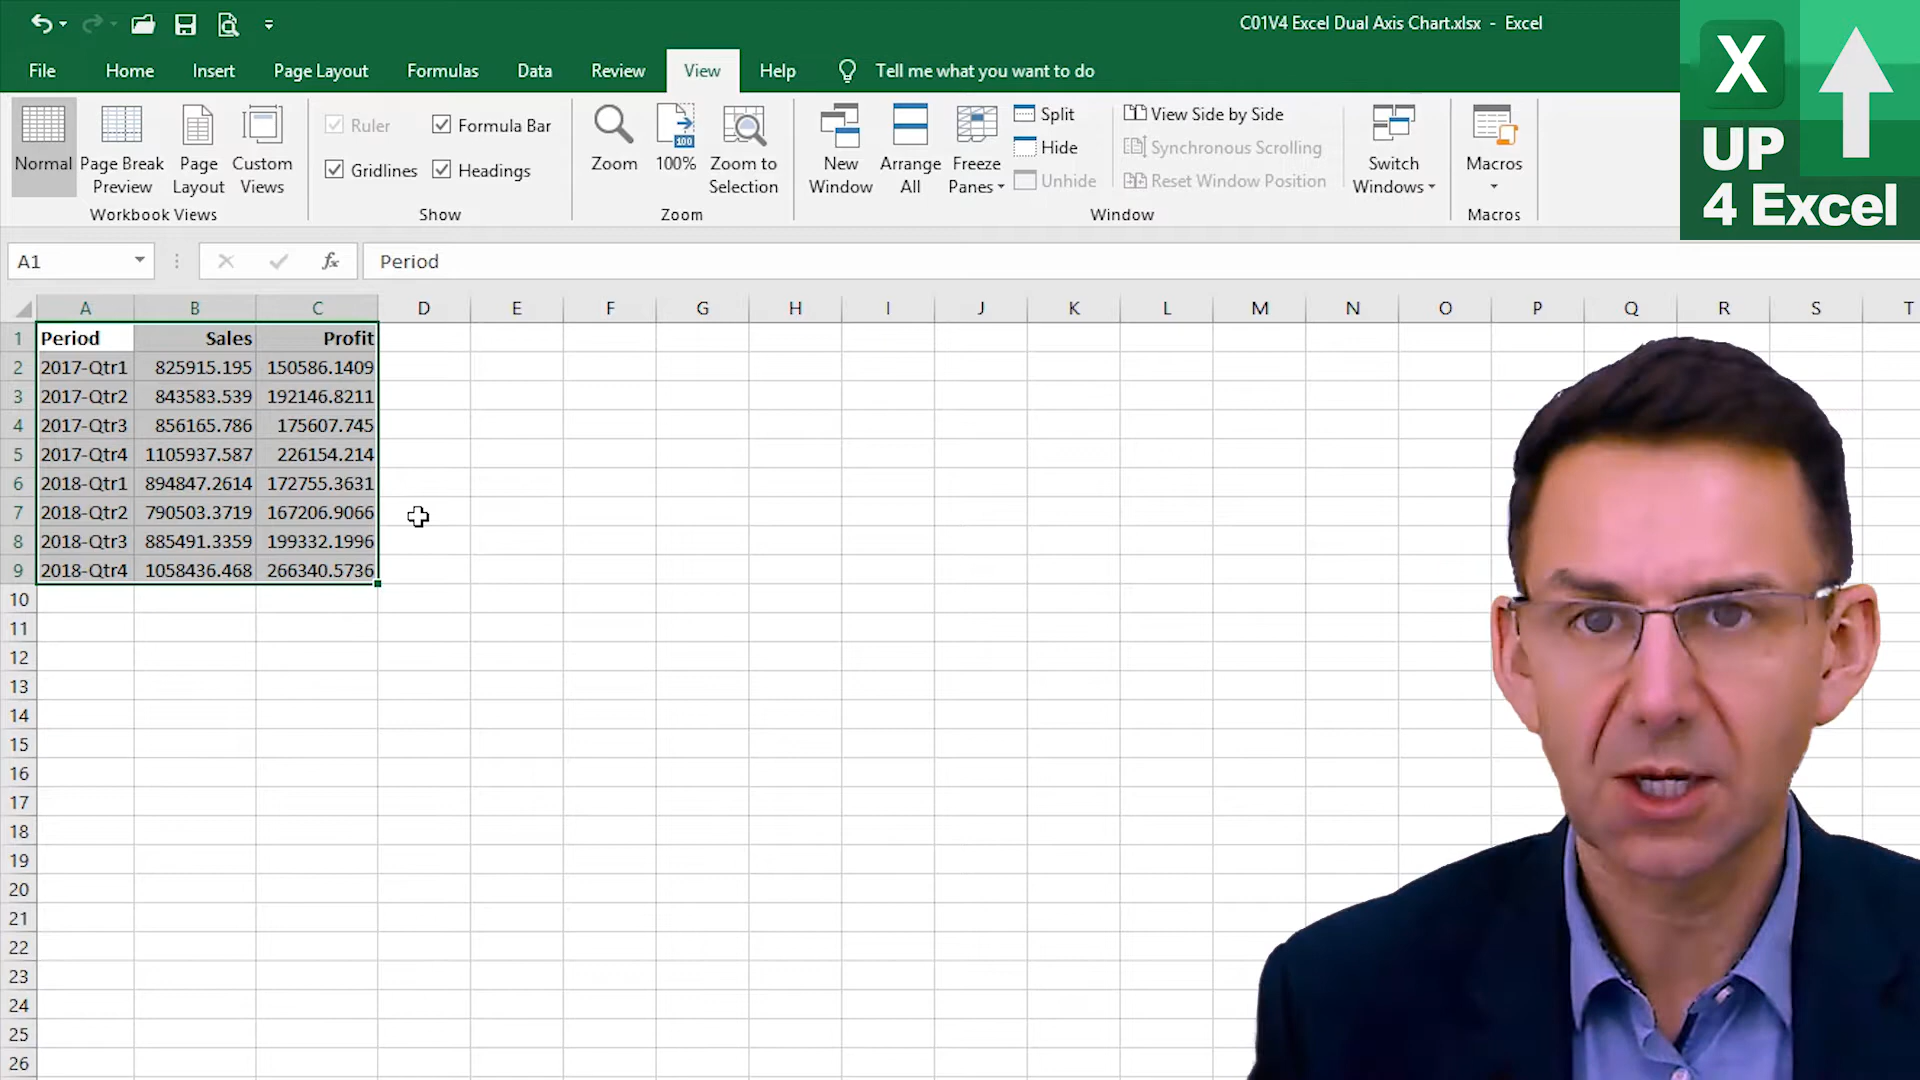 C01V4 Excel Dual Axis Chart.xlsx - Excel
File Home Insert Page Layout Formulas Data Review View Help Tell me what you want to do
X
UP
4 Excel
Normal
Page Break Preview
Page Layout
Custom Views
Workbook Views
Ruler
Formula Bar
Gridlines
Headings
Show
Zoom
100
100%
Zoom to Selection
Zoom
New Window
Arrange All
Freeze Panes
Split
Hide
Unhide
View Side by Side
Synchronous Scrolling
Reset Window Position
Window
Switch Windows
Macros
Macros
A1 fx Period
A B C D E F G H I J K L M N O P Q R S T
1 Period Sales Profit
2 2017-Qtr1 825915.195 150586.1409
3 2017-Qtr2 843583.539 192146.8211
4 2017-Qtr3 856165.786 175607.745
5 2017-Qtr4 1105937.587 226154.214
6 2018-Qtr1 894847.2614 172755.3631
7 2018-Qtr2 790503.3719 167206.9066
8 2018-Qtr3 885491.3359 199332.1996
9 2018-Qtr4 1058436.468 266340.5736
10
11
12
13
14
15
16
17
18
19
20
21
22
23
24
25
26